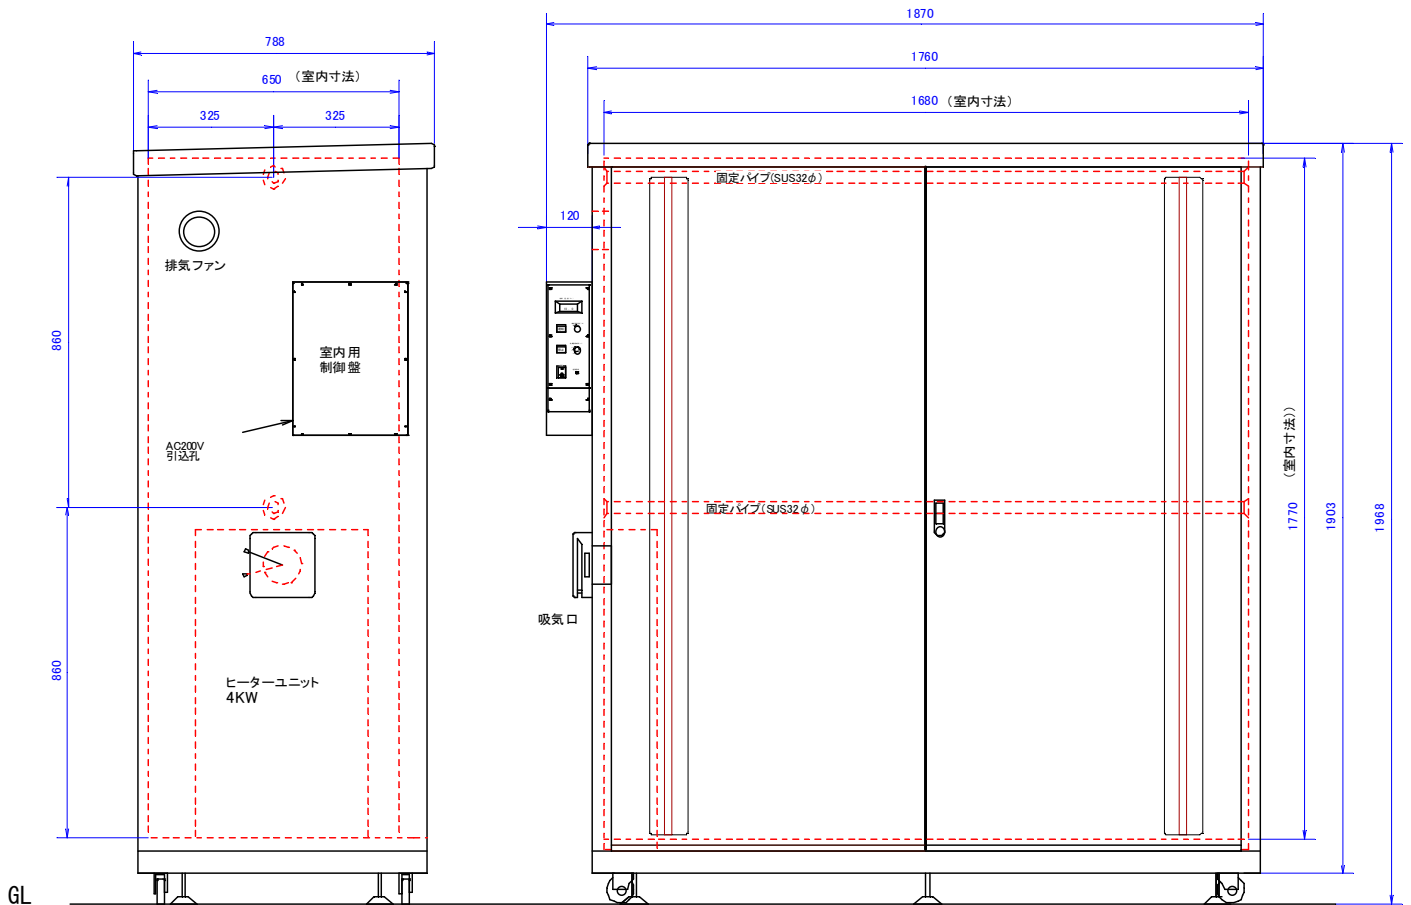 1870
788
1760
650 (室内寸法)
1680 (室内寸法)
325
325
固定パイプ(SUS32φ)
120
排気ファン
860
室内用
制御盤
AC200V
引込孔
(室内寸法))
1770
1903
1968
固定パイプ(SUS32φ)
吸気口
860
ヒーターユニット
4KW
GL